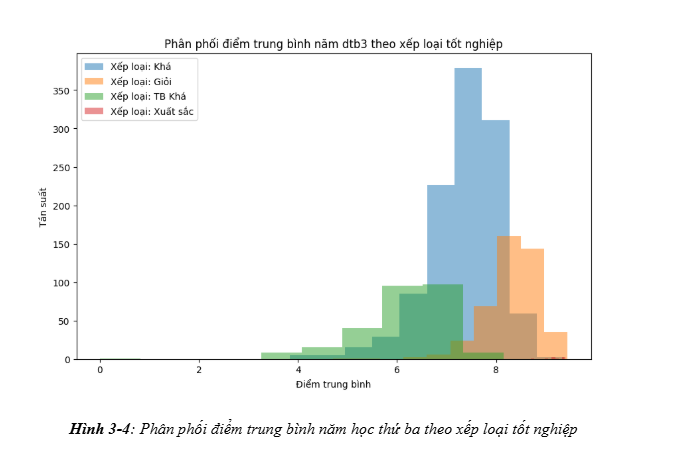 Phân phối điểm trung bình năm dtb3 theo xếp loại tốt nghiệp
Xếp loại: Khá
Xếp loại: Giỏi
Xếp loại: TB Khá
Xếp loại: Xuất sắc
350
300
250
200
150
100
50
0
Tần suất
0 2 4 6 8
Điểm trung bình
Hình 3-4: Phân phối điểm trung bình năm học thứ ba theo xếp loại tốt nghiệp